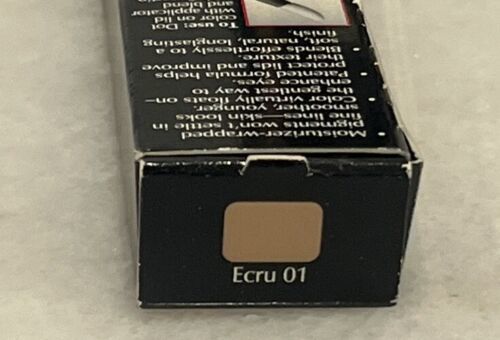 • Moisturizer-wrapped
pigments won't settle in
fine lines—skin looks
smoother, younger.
• Color virtually floats on—
the gentlest way to
enhance eyes.
• Patented formula helps
protect lids and improve
their texture.
• Blends effortlessly to a
soft, natural, longlasting
finish.
To use: Dot
color on lid
with applicator
and blend
Ecru 01